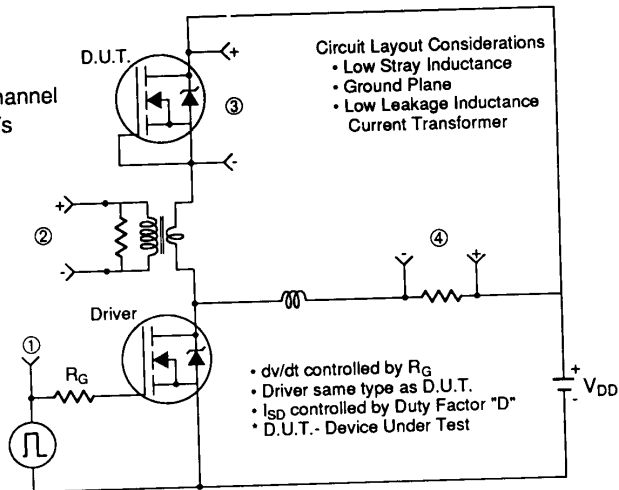 D.U.T.
+
Circuit Layout Considerations
• Low Stray Inductance
• Ground Plane
• Low Leakage Inductance
Current Transformer
③
-
+
②
-
④
-
+
Driver
①
R_G
• dv/dt controlled by R_G
• Driver same type as D.U.T.
• I_SD controlled by Duty Factor "D"
* D.U.T.- Device Under Test
+
V_DD
-